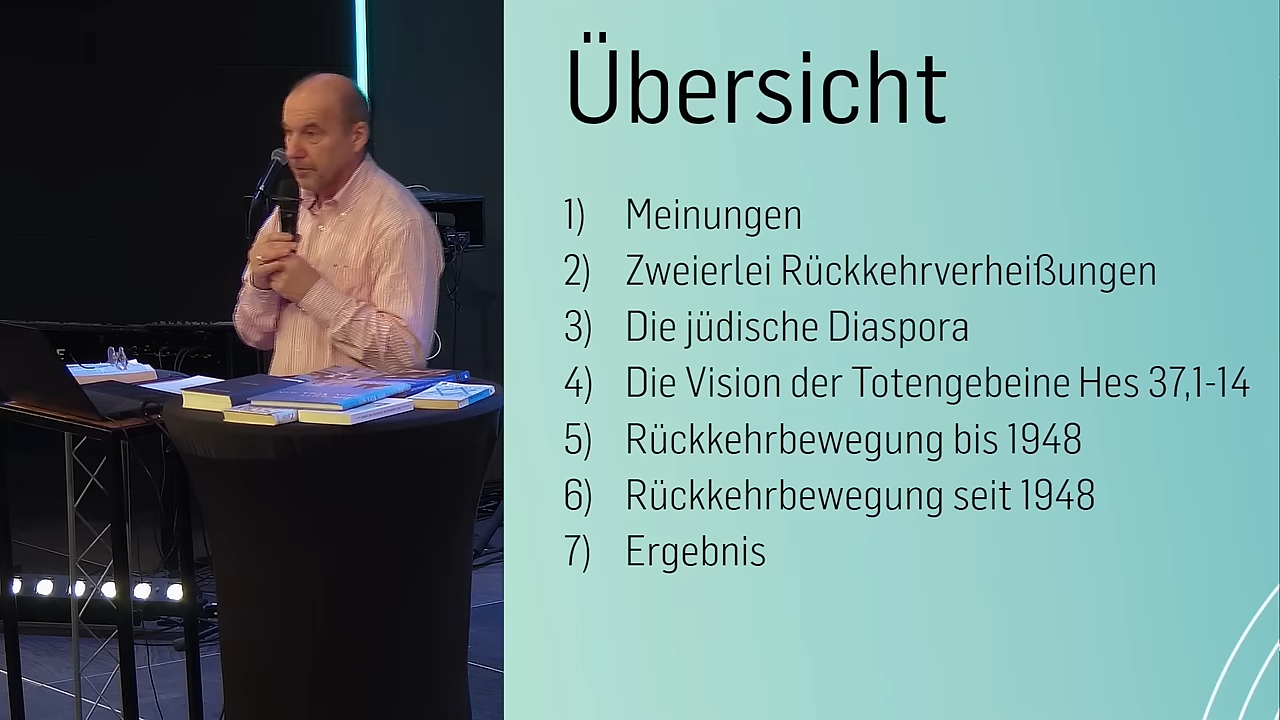 Übersicht
1) Meinungen
2) Zweierlei Rückkehrverheißungen
3) Die jüdische Diaspora
4) Die Vision der Totengebeine Hes 37,1-14
5) Rückkehrbewegung bis 1948
6) Rückkehrbewegung seit 1948
7) Ergebnis